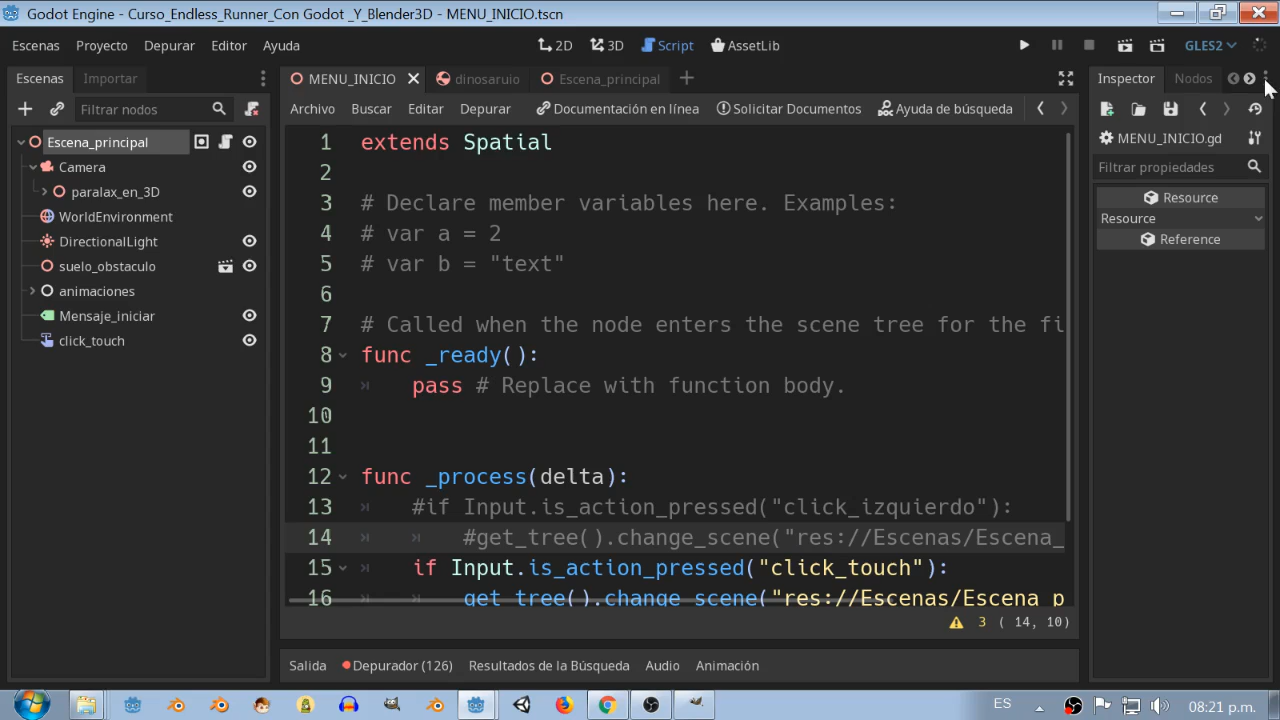 Godot Engine - Curso_Endless_Runner_Con Godot _Y_Blender3D - MENU_INICIO.tscn
Escenas Proyecto Depurar Editor Ayuda 2D 3D Script AssetLib GLES2
Escenas Importar MENU_INICIO dinosaruio Escena_principal Inspector Nodos
Filtrar nodos Archivo Buscar Editar Depurar Documentación en línea Solicitar Documentos Ayuda de búsqueda
MENU_INICIO.gd
Filtrar propiedades
Resource
Resource
Reference
Escena_principal
Camera
paralax_en_3D
WorldEnvironment
DirectionalLight
suelo_obstaculo
animaciones
Mensaje_iniciar
click_touch
1 extends Spatial
2
3 # Declare member variables here. Examples:
4 # var a = 2
5 # var b = "text"
6
7 # Called when the node enters the scene tree for the fi
8 func _ready():
9 pass # Replace with function body.
10
11
12 func _process(delta):
13 #if Input.is_action_pressed("click_izquierdo"):
14 #get_tree().change_scene("res://Escenas/Escena_
15 if Input.is_action_pressed("click_touch"):
16 get_tree().change_scene("res://Escenas/Escena_p
3 ( 14, 10)
Salida Depurador (126) Resultados de la Búsqueda Audio Animación
ES 08:21 p.m.